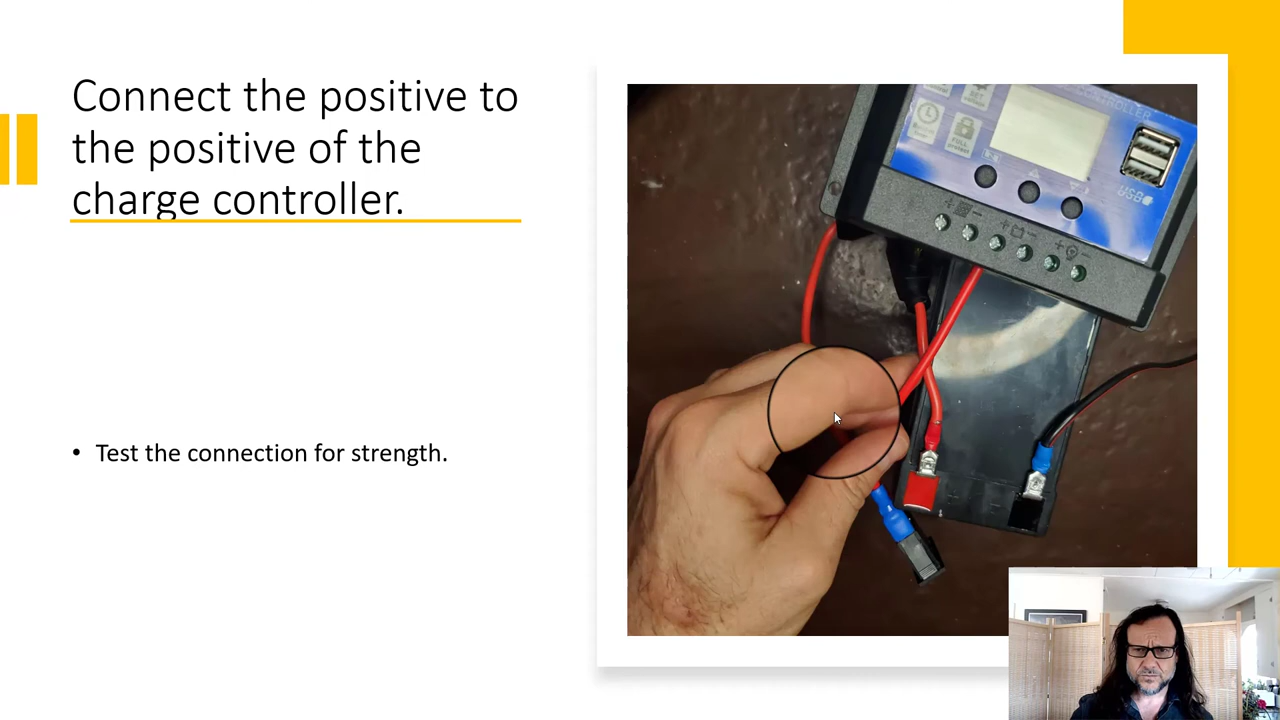 Connect the positive to
the positive of the
charge controller.
• Test the connection for strength.
USB